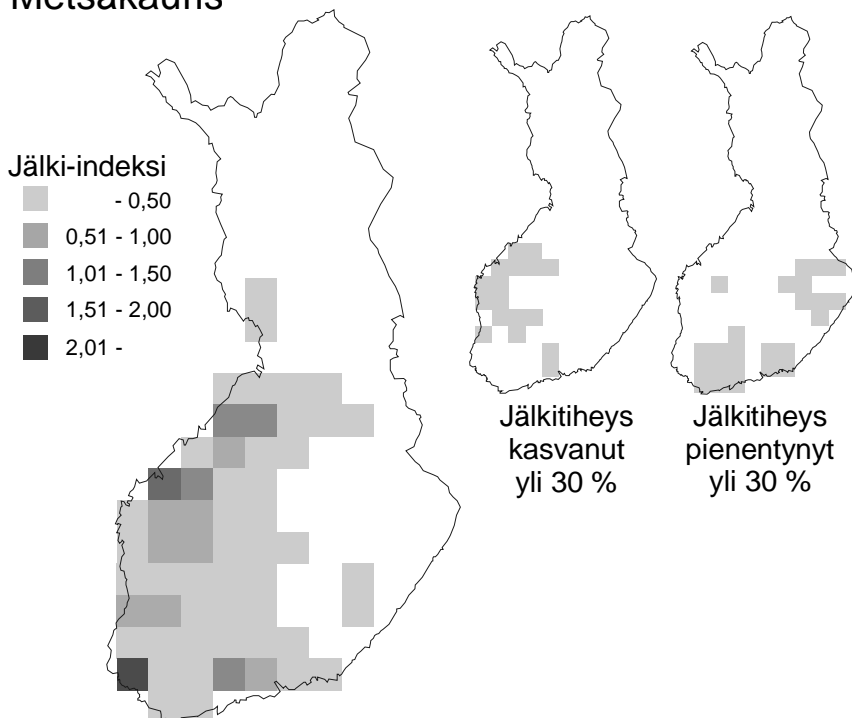 Metsäkauris
Jälki-indeksi
- 0,50
0,51 - 1,00
1,01 - 1,50
1,51 - 2,00
2,01 -
Jälkitiheys
kasvanut
yli 30 %
Jälkitiheys
pienentynyt
yli 30 %